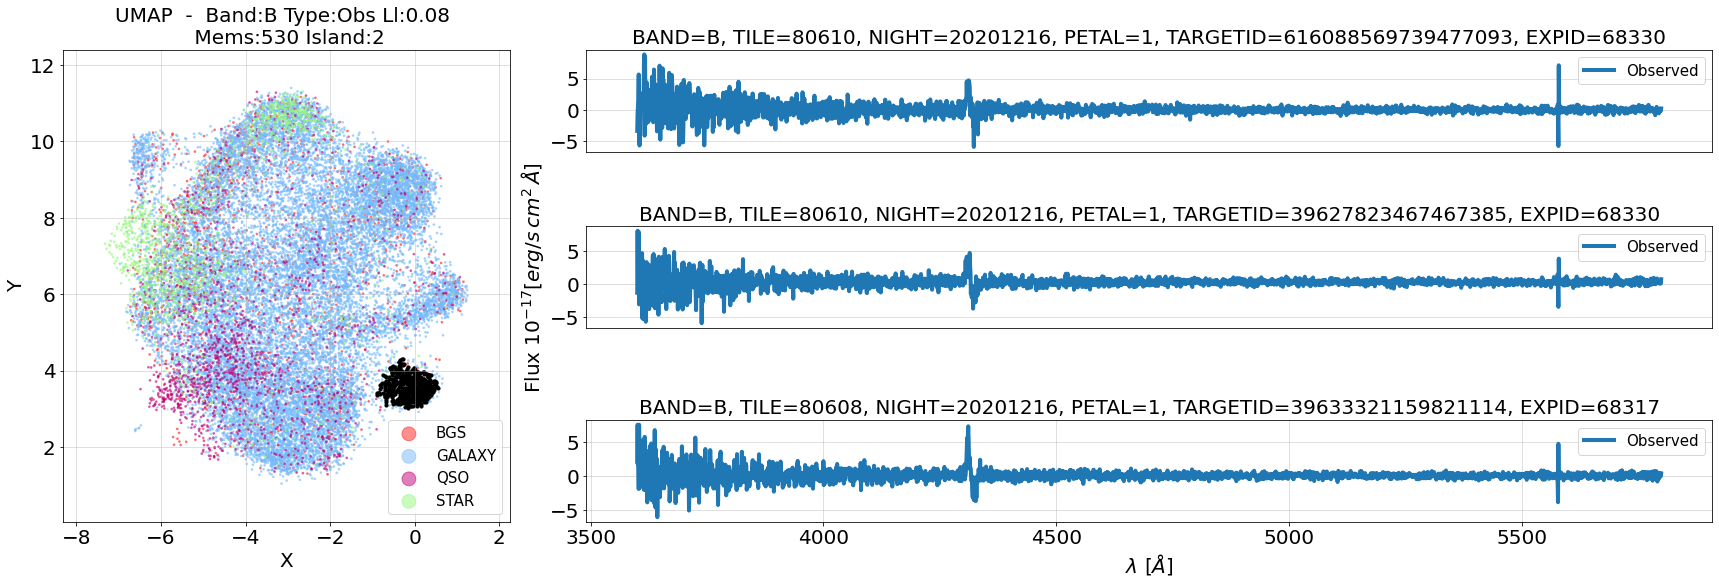 UMAP - Band:B Type:Obs Ll:0.08
Mems:530 Island:2
12
10
8
6
4
2
Y
−8
−6
−4
−2
0
2
X
BGS
GALAXY
QSO
STAR
Flux 10⁻¹⁷[erg/s cm² Å]
BAND=B, TILE=80610, NIGHT=20201216, PETAL=1, TARGETID=616088569739477093, EXPID=68330
5
0
−5
Observed
BAND=B, TILE=80610, NIGHT=20201216, PETAL=1, TARGETID=39627823467467385, EXPID=68330
5
0
−5
Observed
BAND=B, TILE=80608, NIGHT=20201216, PETAL=1, TARGETID=39633321159821114, EXPID=68317
5
0
−5
Observed
3500
4000
4500
5000
5500
λ [Å]